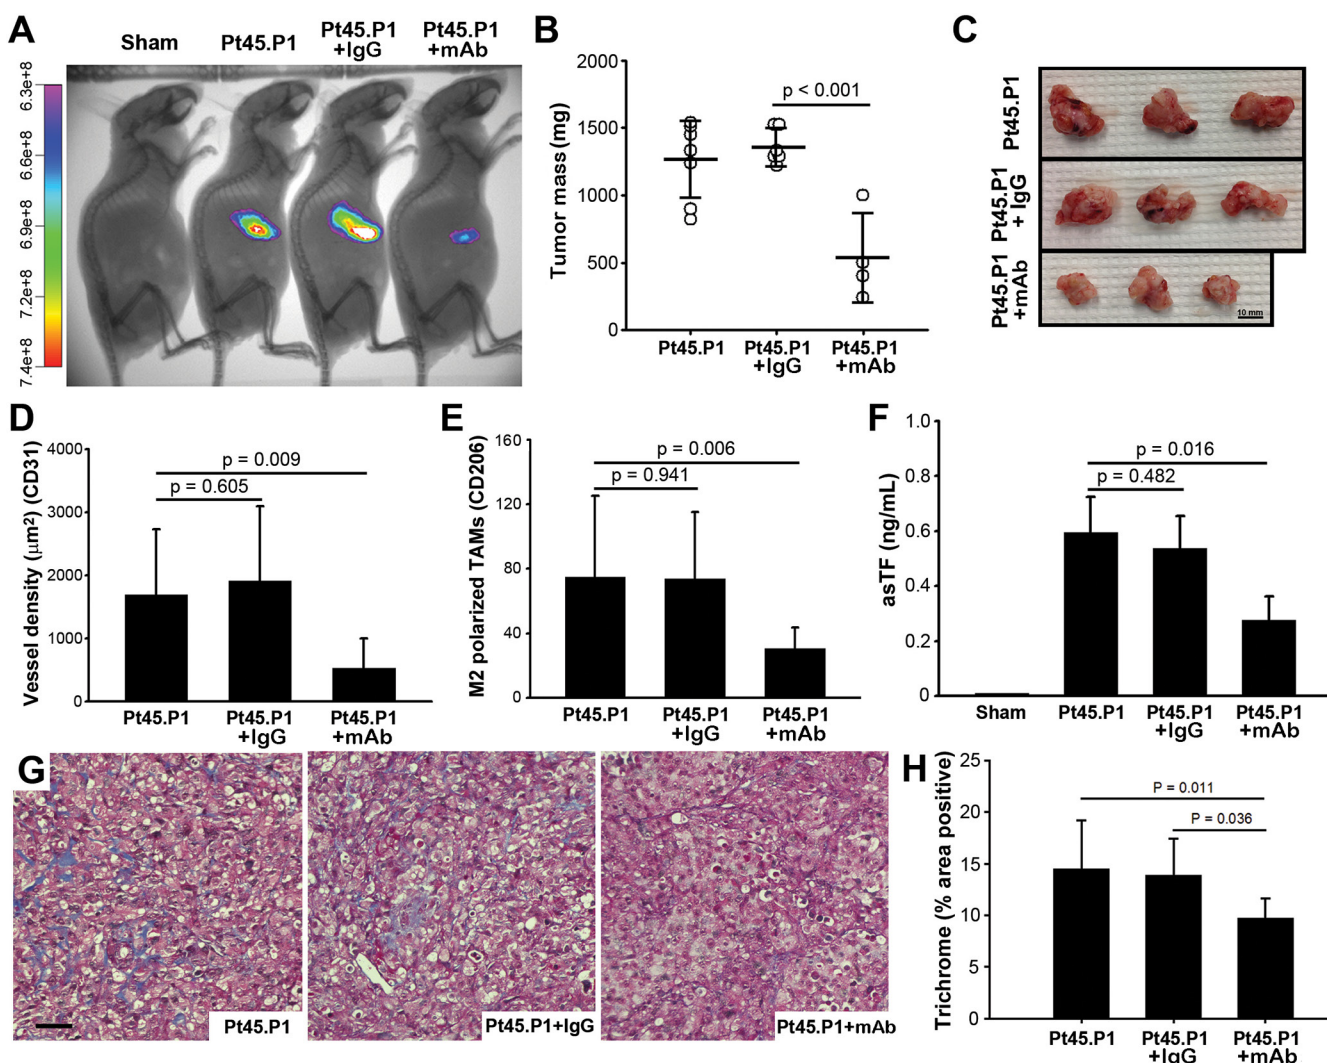 A
Sham
Pt45.P1
Pt45.P1
+IgG
Pt45.P1
+mAb
6.3e+8
6.6e+8
6.9e+8
7.2e+8
7.4e+8
B
Tumor mass (mg)
2000
1500
1000
500
0
p < 0.001
Pt45.P1
Pt45.P1
+IgG
Pt45.P1
+mAb
C
Pt45.P1
Pt45.P1
+ IgG
Pt45.P1
+mAb
10 mm
D
Vessel density (μm²) (CD31)
4000
3000
2000
1000
0
p = 0.009
p = 0.605
Pt45.P1
Pt45.P1
+IgG
Pt45.P1
+mAb
E
M2 polarized TAMs (CD206)
160
120
80
40
0
p = 0.006
p = 0.941
Pt45.P1
Pt45.P1
+IgG
Pt45.P1
+mAb
F
asTF (ng/mL)
1.0
0.8
0.6
0.4
0.2
0
p = 0.016
p = 0.482
Sham
Pt45.P1
Pt45.P1
+IgG
Pt45.P1
+mAb
G
Pt45.P1
Pt45.P1+IgG
Pt45.P1+mAb
H
Trichrome (% area positive)
25
20
15
10
5
0
P = 0.011
P = 0.036
Pt45.P1
Pt45.P1
+IgG
Pt45.P1
+mAb